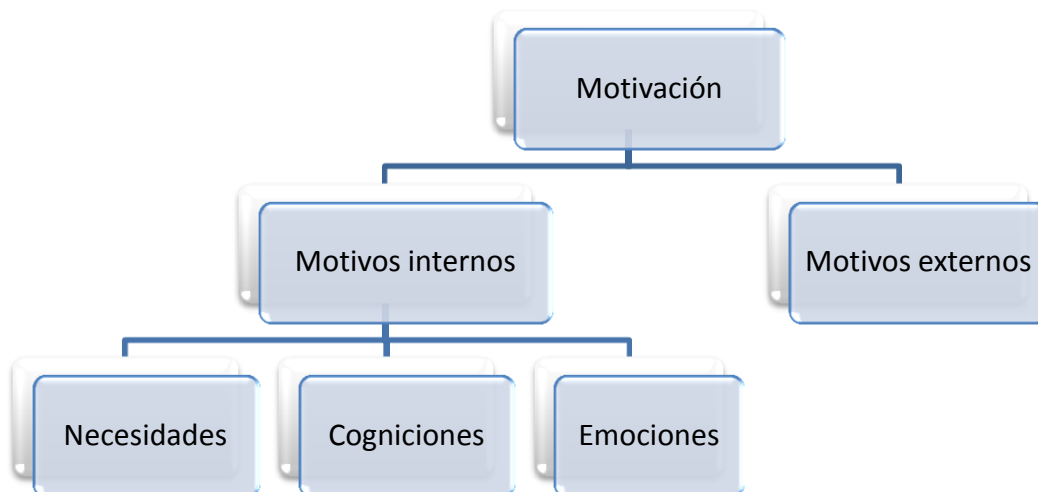 Motivación
Motivos internos
Motivos externos
Necesidades
Cogniciones
Emociones